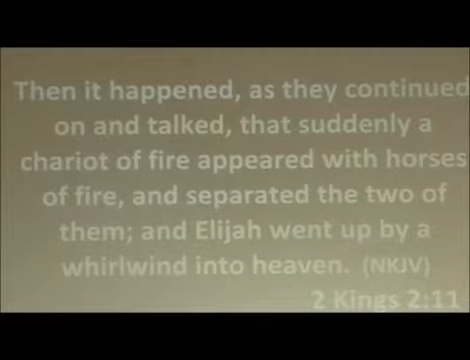 Then it happened, as they continued
on and talked, that suddenly a
chariot of fire appeared with horses
of fire, and separated the two of
them; and Elijah went up by a
whirlwind into heaven. (NKJV)
2 Kings 2:11